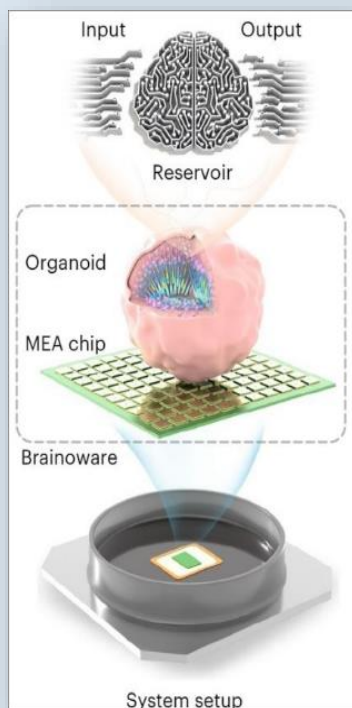 Input Output
Reservoir
Organoid
MEA chip
Brainoware
System setup